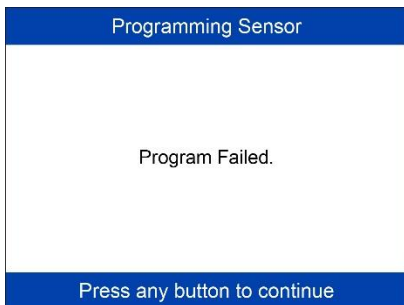 Programming Sensor
Program Failed.
Press any button to continue